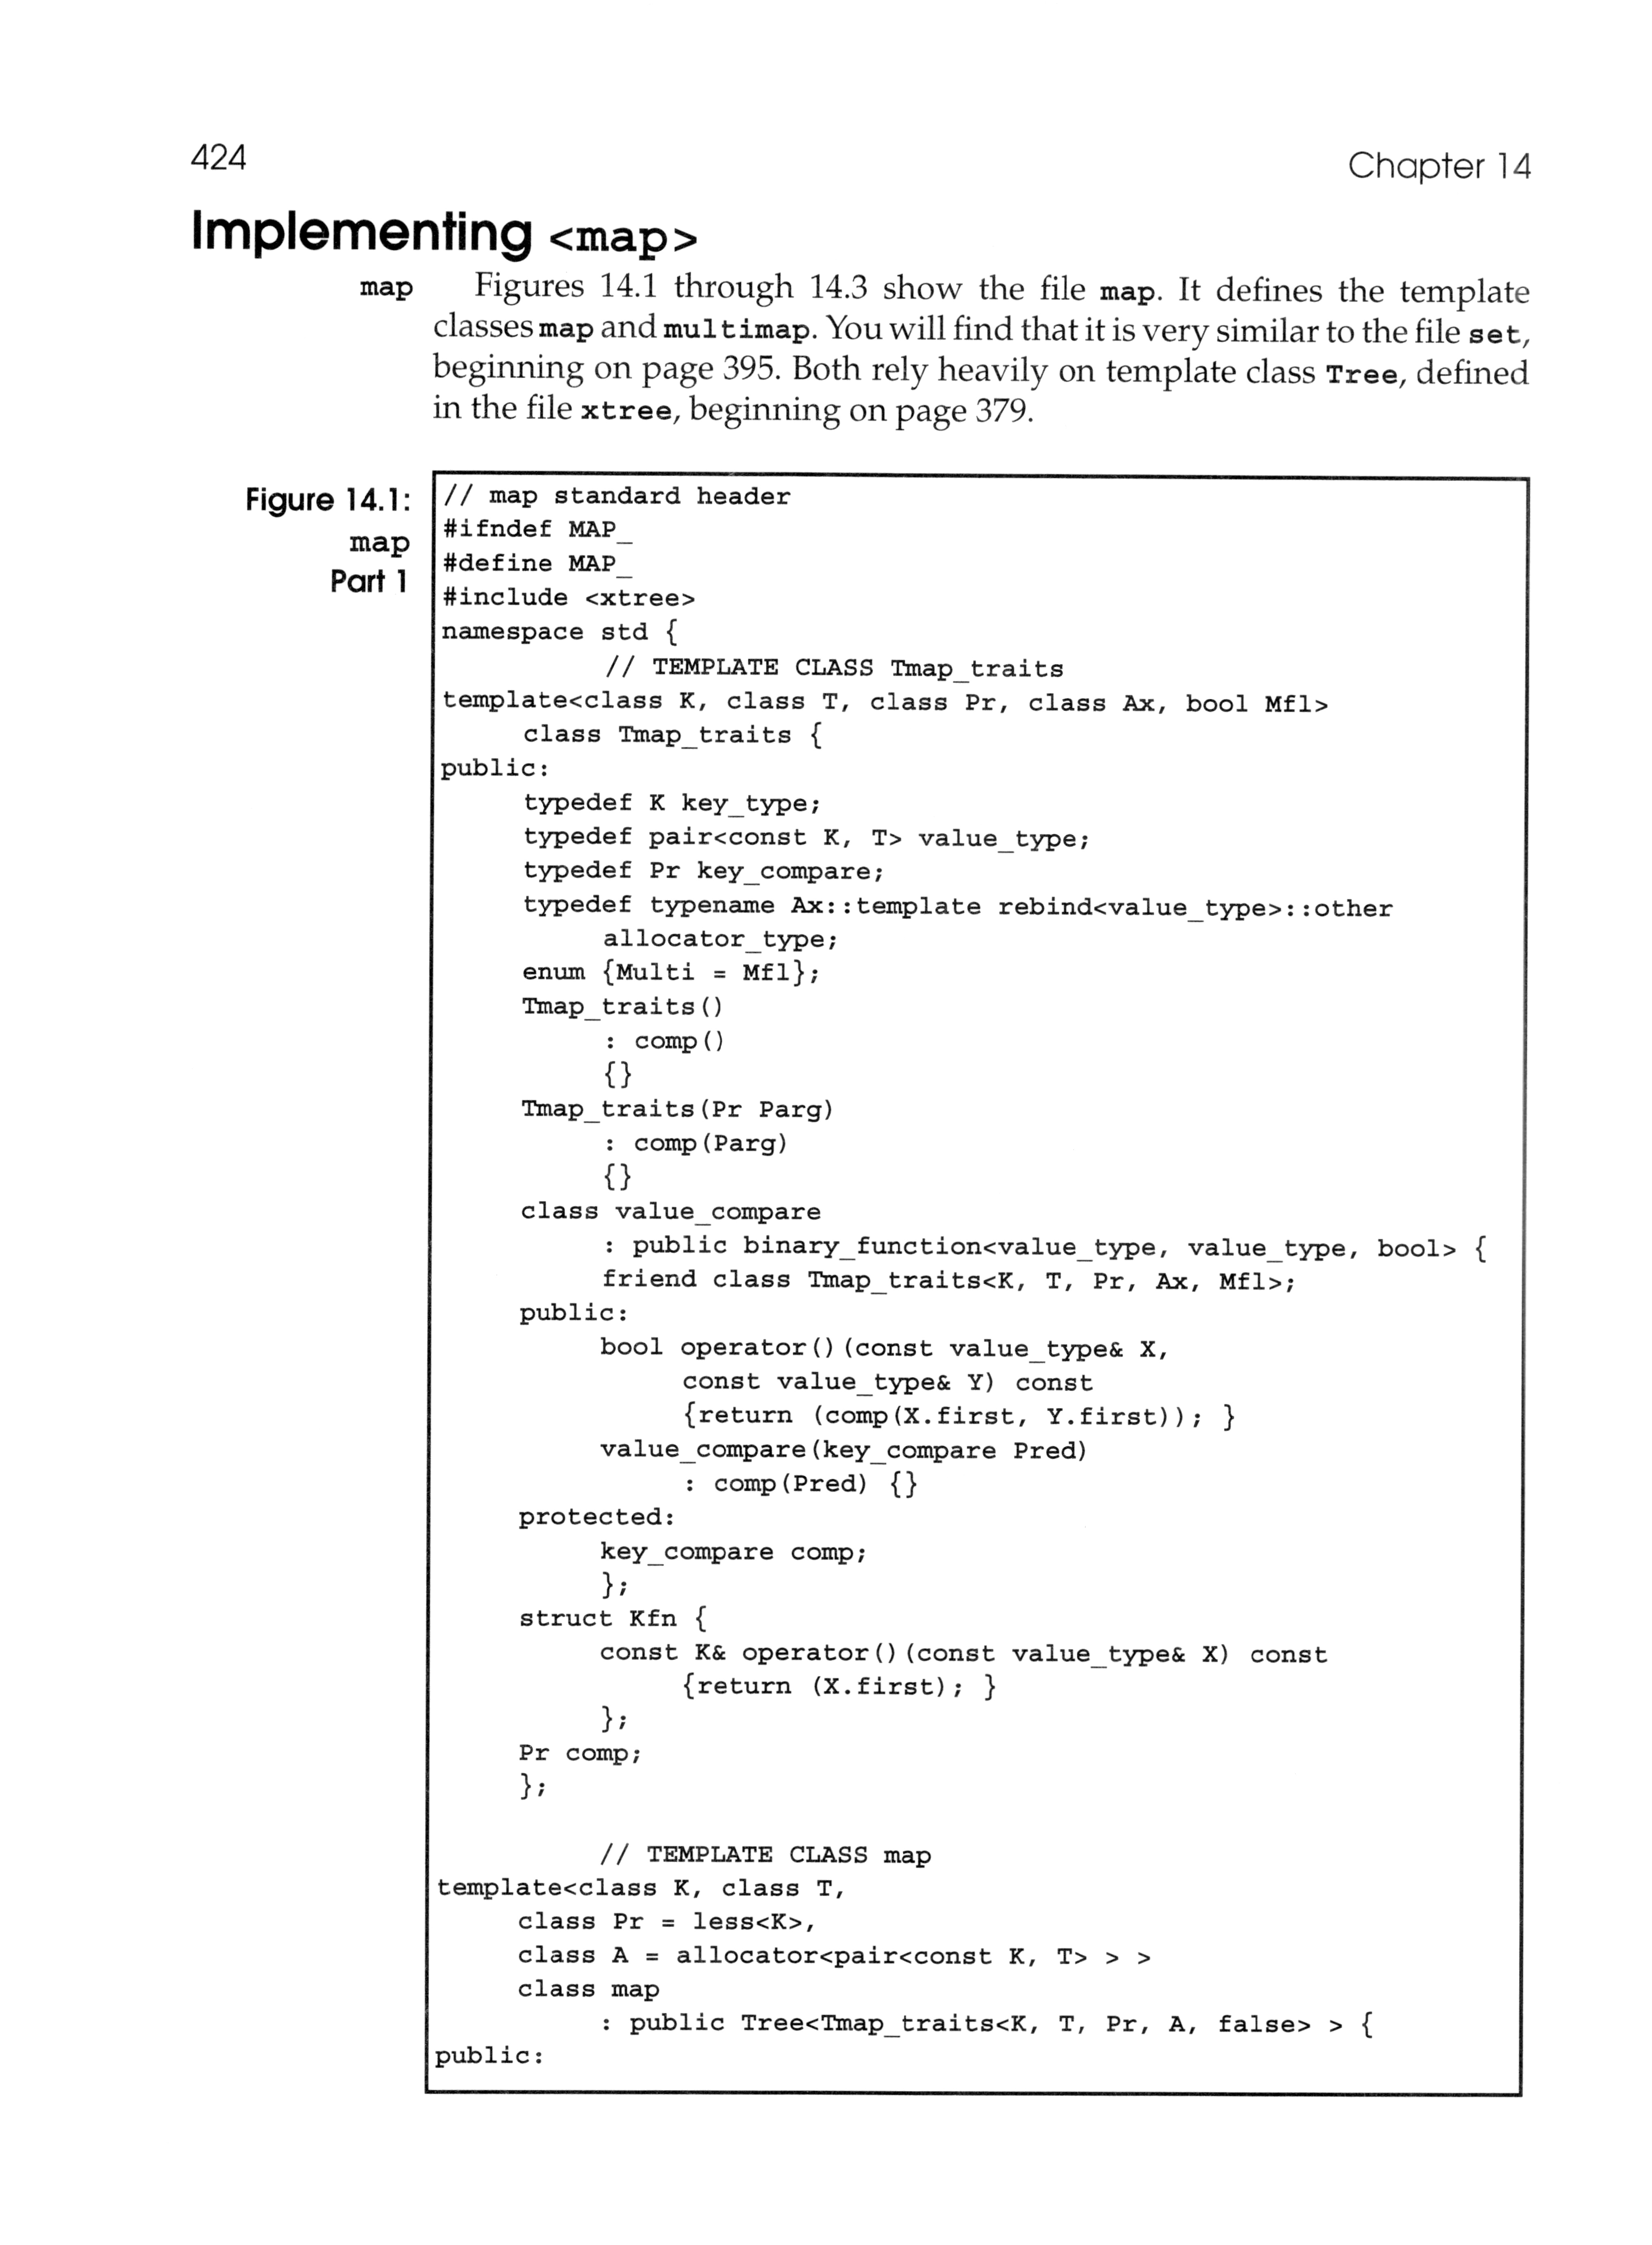 424
Chapter 14
Implementing <map>
map Figures 14.1 through 14.3 show the file map. It defines the template
classes map and multimap. You will find that it is very similar to the file set,
beginning on page 395. Both rely heavily on template class Tree, defined
in the file xtree, beginning on page 379.
Figure 14.1:
map
Part 1
// map standard header
#ifndef MAP_
#define MAP_
#include <xtree>
namespace std {
        // TEMPLATE CLASS Tmap_traits
template<class K, class T, class Pr, class Ax, bool Mfl>
    class Tmap_traits {
public:
    typedef K key_type;
    typedef pair<const K, T> value_type;
    typedef Pr key_compare;
    typedef typename Ax::template rebind<value_type>::other
        allocator_type;
    enum {Multi = Mfl};
    Tmap_traits()
        : comp()
        {}
    Tmap_traits(Pr Parg)
        : comp(Parg)
        {}
    class value_compare
        : public binary_function<value_type, value_type, bool> {
        friend class Tmap_traits<K, T, Pr, Ax, Mfl>;
    public:
        bool operator()(const value_type& X,
            const value_type& Y) const
            {return (comp(X.first, Y.first)); }
        value_compare(key_compare Pred)
            : comp(Pred) {}
    protected:
        key_compare comp;
        };
    struct Kfn {
        const K& operator()(const value_type& X) const
            {return (X.first); }
        };
    Pr comp;
    };
        // TEMPLATE CLASS map
template<class K, class T,
    class Pr = less<K>,
    class A = allocator<pair<const K, T> > >
    class map
        : public Tree<Tmap_traits<K, T, Pr, A, false> > {
public: